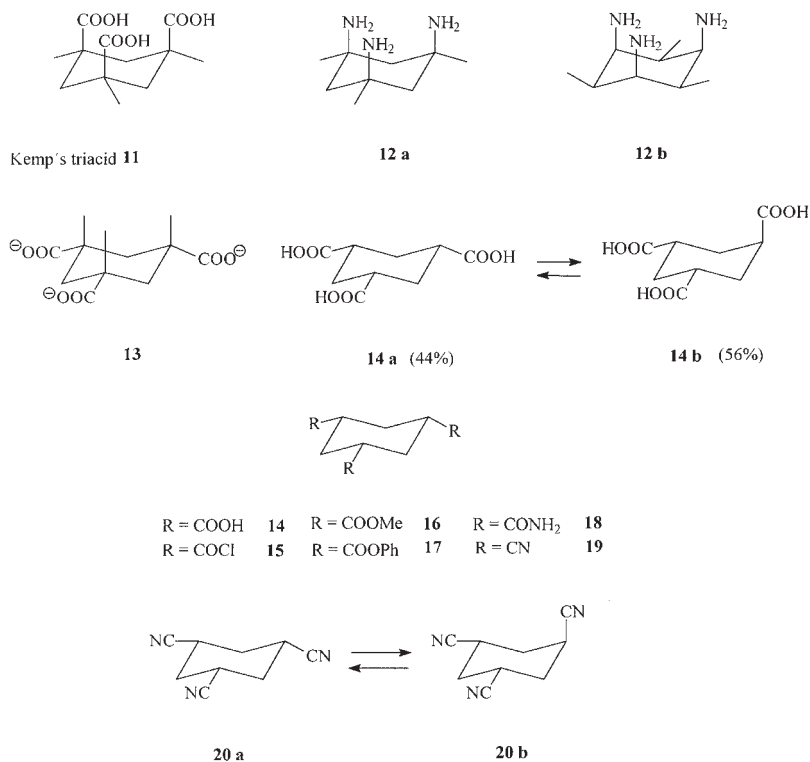 COOH COOH COOH
NH2 NH2 NH2
NH2 NH2 NH2
Kemp´s triacid 11
12 a
12 b
⊖OOC COO⊖
⊖OOC
13
HOOC COOH
HOOC
14 a (44%)
COOH
HOOC
HOOC
14 b (56%)
R R
R
R = COOH 14 R = COOMe 16 R = CONH2 18
R = COCl 15 R = COOPh 17 R = CN 19
NC CN
NC
20 a
CN
NC
NC
20 b